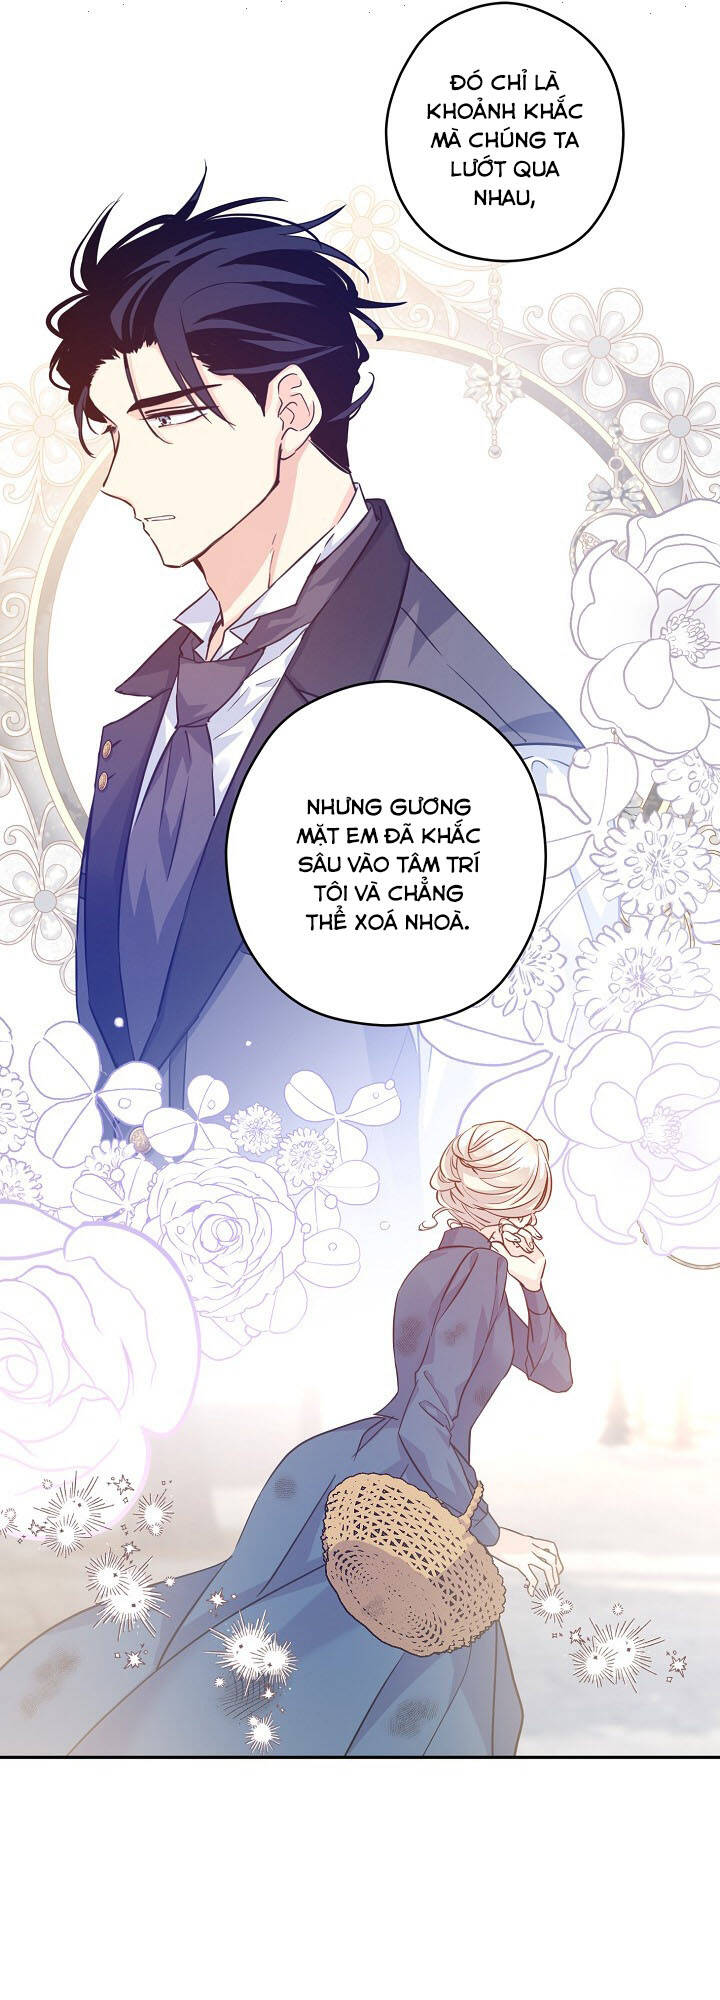 ĐÓ CHỈ LÀ
KHOẢNH KHẮC
MÀ CHÚNG TA
LƯỚT QUA
NHAU,
NHƯNG GƯƠNG
MẶT EM ĐÃ KHẮC
SÂU VÀO TÂM TRÍ
TÔI VÀ CHẲNG
THỂ XOÁ NHOÀ.